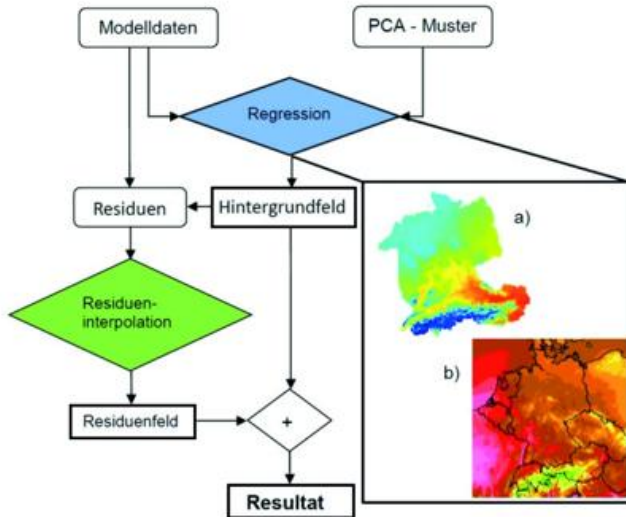 Modelldaten
PCA - Muster
Regression
Residuen
Hintergrundfeld
a)
Residuen-
interpolation
b)
Residuenfeld
+
Resultat